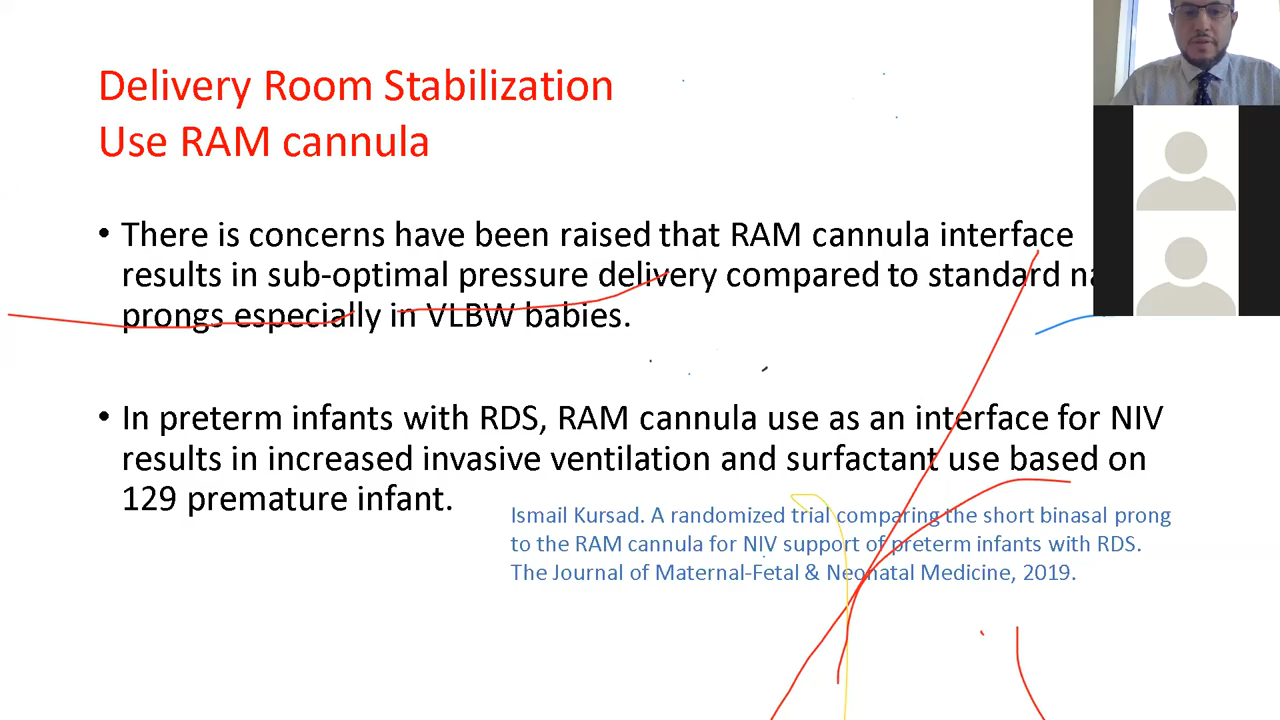 Delivery Room Stabilization
Use RAM cannula
• There is concerns have been raised that RAM cannula interface
results in sub-optimal pressure delivery compared to standard
prongs especially in VLBW babies.
• In preterm infants with RDS, RAM cannula use as an interface for NIV
results in increased invasive ventilation and surfactant use based on
129 premature infant.
Ismail Kursad. A randomized trial comparing the short binasal prong
to the RAM cannula for NIV support of preterm infants with RDS.
The Journal of Maternal-Fetal & Neonatal Medicine, 2019.